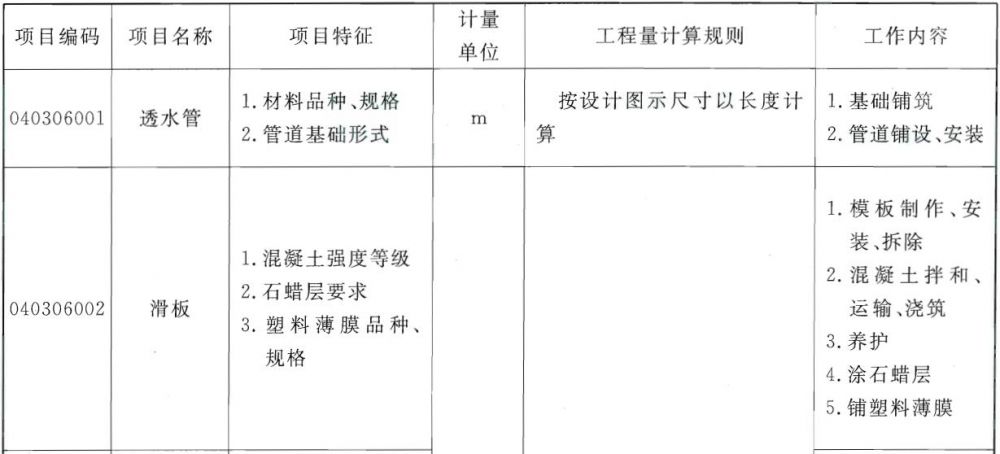 项目编码 项目名称 项目特征 计量单位 工程量计算规则 工作内容
040306001 透水管 1.材料品种、规格 m 按设计图示尺寸以长度计 1.基础铺筑
2.管道基础形式 算 2.管道铺设、安装
040306002 滑板 1.混凝土强度等级
2.石蜡层要求
3.塑料薄膜品种、
规格
1.模板制作、安
装、拆除
2.混凝土拌和、
运输、浇筑
3.养护
4.涂石蜡层
5.铺塑料薄膜